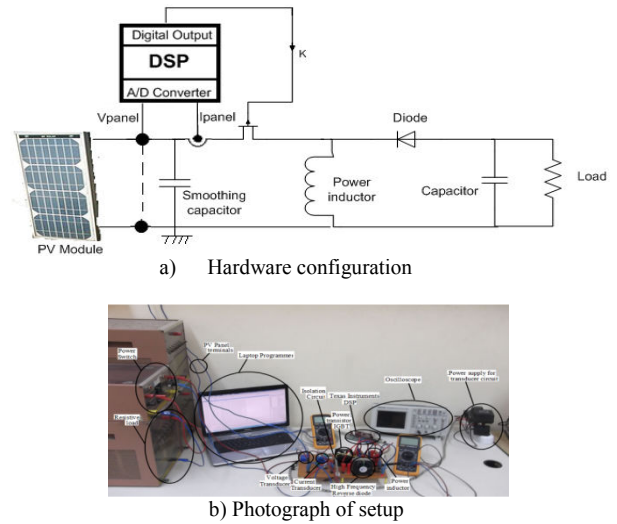 Digital Output
DSP
A/D Converter
K
Vpanel
Ipanel
Diode
Smoothing
capacitor
Power
inductor
Capacitor
Load
PV Module
a) Hardware configuration
Power
Switch
PV Panel
terminals
Laptop Programmer
Isolation
Circuit
Texas Instruments
DSP
Oscilloscope
Power supply for
transducer circuit
Resistive
load
Power
transistor
IGBT
Voltage
Transducer
Current
Transducer
High Frequency
Reverse diode
Power
inductor
b) Photograph of setup